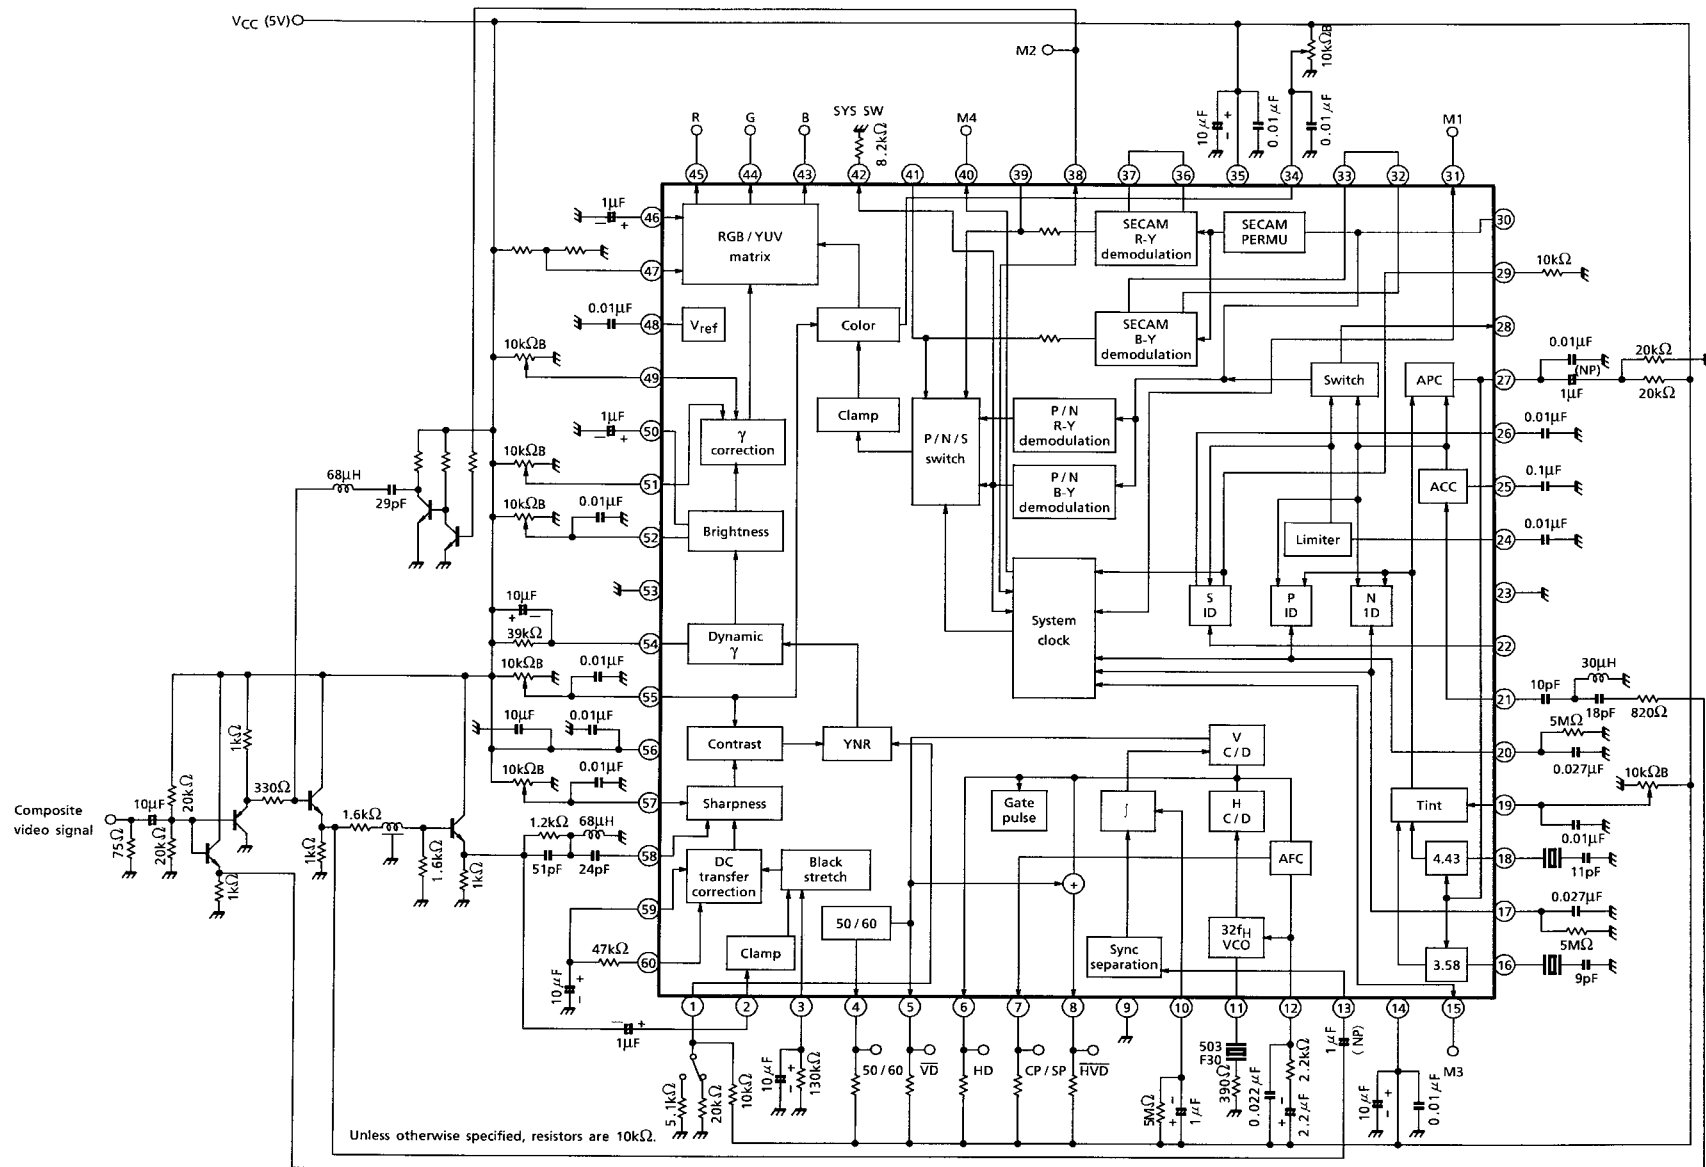 VCC (5V)
M2
10kΩB
R
G
B
SYS SW
8.2kΩ
M4
10μF
+
−
0.01μF
0.01μF
M1
45
44
43
42
41
40
39
38
37
36
35
34
33
32
31
1μF
−
+
46
RGB / YUV
matrix
SECAM
R-Y
demodulation
SECAM
PERMU
30
47
10kΩ
29
0.01μF
48
Vref
Color
SECAM
B-Y
demodulation
28
10kΩB
49
0.01μF
(NP)
1μF
20kΩ
20kΩ
27
Switch
APC
1μF
−
+
50
γ
correction
Clamp
P / N / S
switch
P / N
R-Y
demodulation
26
0.01μF
68μH
29pF
10kΩB
51
P / N
B-Y
demodulation
ACC
25
0.1μF
10kΩB
0.01μF
52
Brightness
Limiter
24
0.01μF
53
System
clock
S
ID
P
ID
N
1D
23
10μF
+
−
39kΩ
54
Dynamic
γ
22
10kΩB
0.01μF
55
30μH
10pF
21
18pF
820Ω
10μF
0.01μF
56
Contrast
YNR
V
C / D
5MΩ
20
0.027μF
1kΩ
330Ω
10kΩB
0.01μF
57
Sharpness
Gate
pulse
∫
H
C / D
Tint
19
10kΩB
0.01μF
Composite
video signal
10μF
20kΩ
75Ω
20kΩ
1kΩ
1kΩ
1.6kΩ
1.6kΩ
1kΩ
1.2kΩ
68μH
51pF
24pF
58
DC
transfer
correction
Black
stretch
AFC
+
4.43
18
11pF
59
50 / 60
32fH
VCO
17
0.027μF
5MΩ
47kΩ
60
Clamp
Sync
separation
3.58
16
9pF
10μF
+
−
1
2
3
4
5
6
7
8
9
10
11
12
13
14
15
−
+
1μF
5.1kΩ
20kΩ
10kΩ
10μF
+
−
130kΩ
50 / 60
VD
HD
CP / SP
HVD
5MΩ
+
−
1μF
503
F30
390Ω
0.022μF
2.2kΩ
−
+
2.2μF
1μF
(NP)
10μF
+
−
0.01μF
M3
Unless otherwise specified, resistors are 10kΩ.